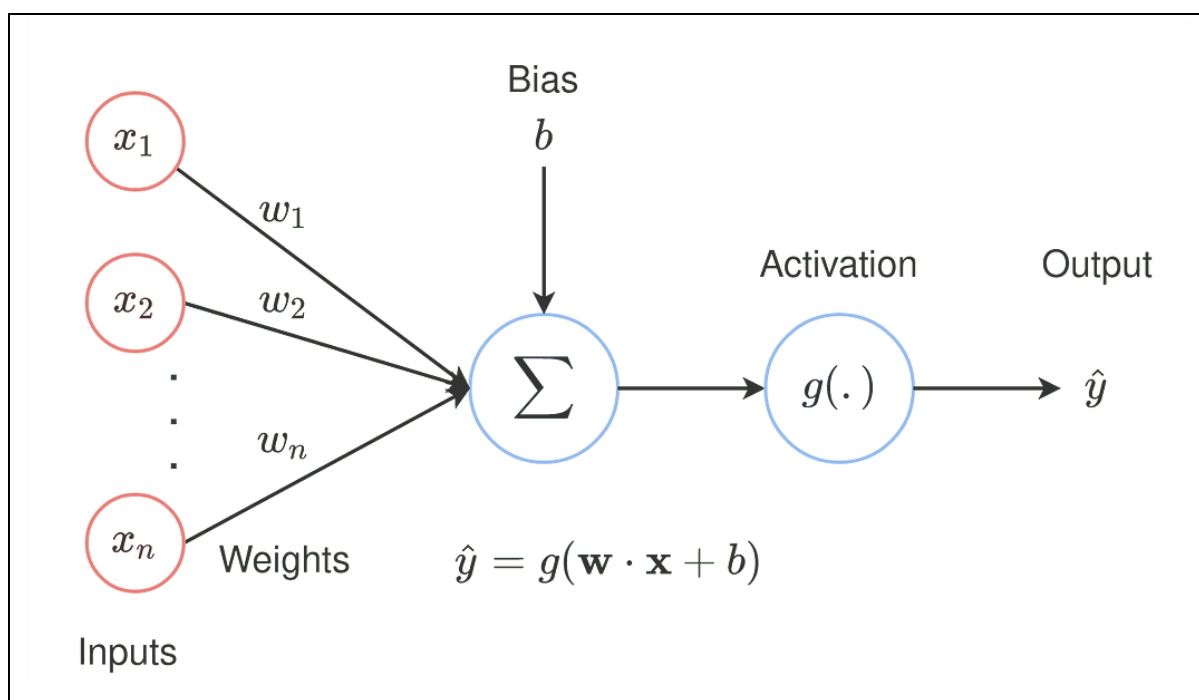 Bias
b
x₁
w₁
Activation
Output
x₂
w₂
∑
g(.)
ŷ
.
.
.
wₙ
xₙ
Weights
ŷ = g(w · x + b)
Inputs